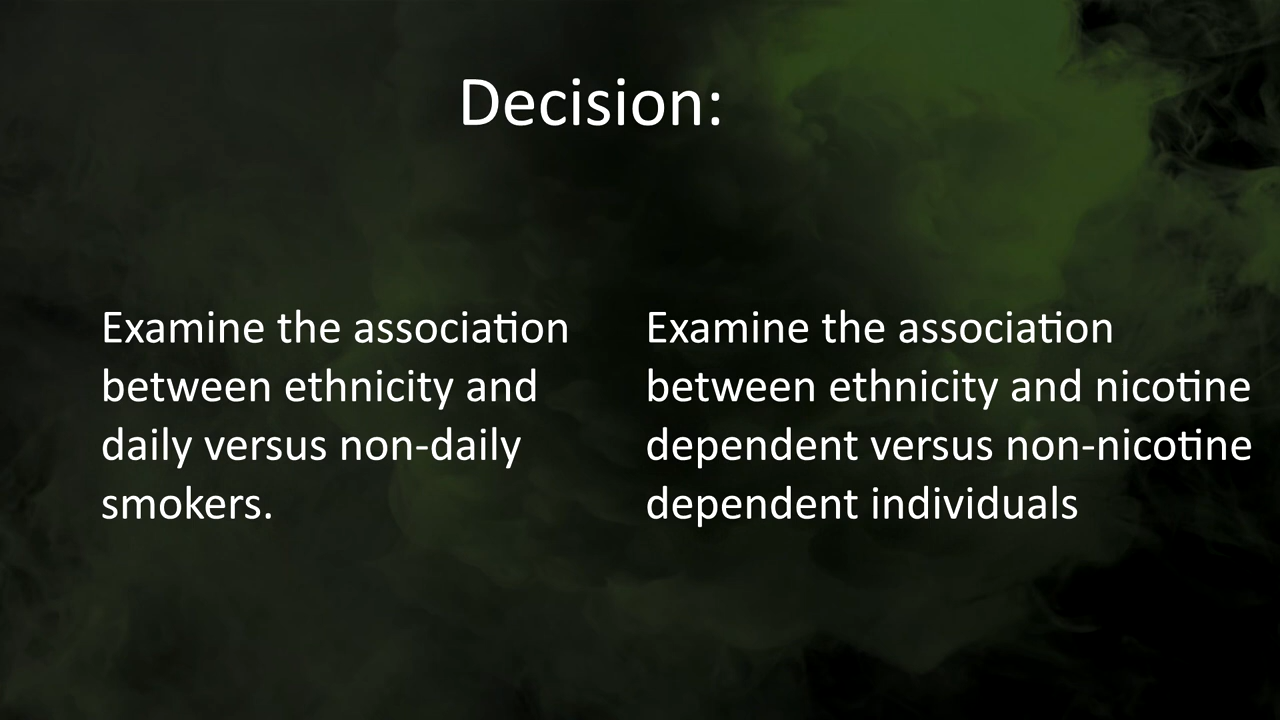 Decision:
Examine the association
between ethnicity and
daily versus non-daily
smokers.
Examine the association
between ethnicity and nicotine
dependent versus non-nicotine
dependent individuals